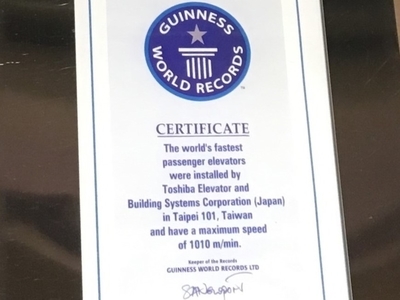 GUINNESS
WORLD RECORDS
™
CERTIFICATE
The world's fastest
passenger elevators
were installed by
Toshiba Elevator and
Building Systems Corporation (Japan)
in Taipei 101, Taiwan
and have a maximum speed
of 1010 m/min.
Keeper of the Records
GUINNESS WORLD RECORDS LTD